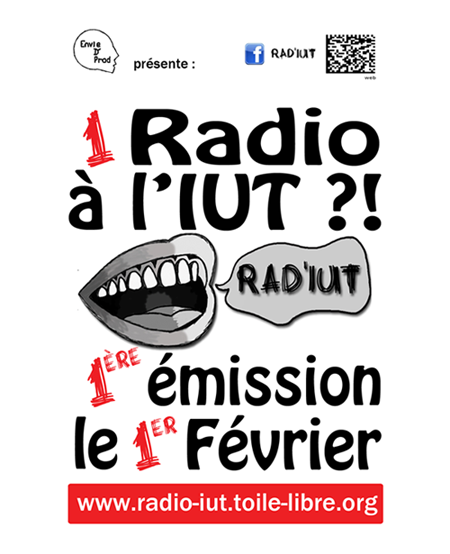 Envie
D'
Prod
présente :
f RAD'IUT
web
1 Radio
à l'IUT ?!
RAD'IUT
1ÈRE émission
le 1ER Février
www.radio-iut.toile-libre.org